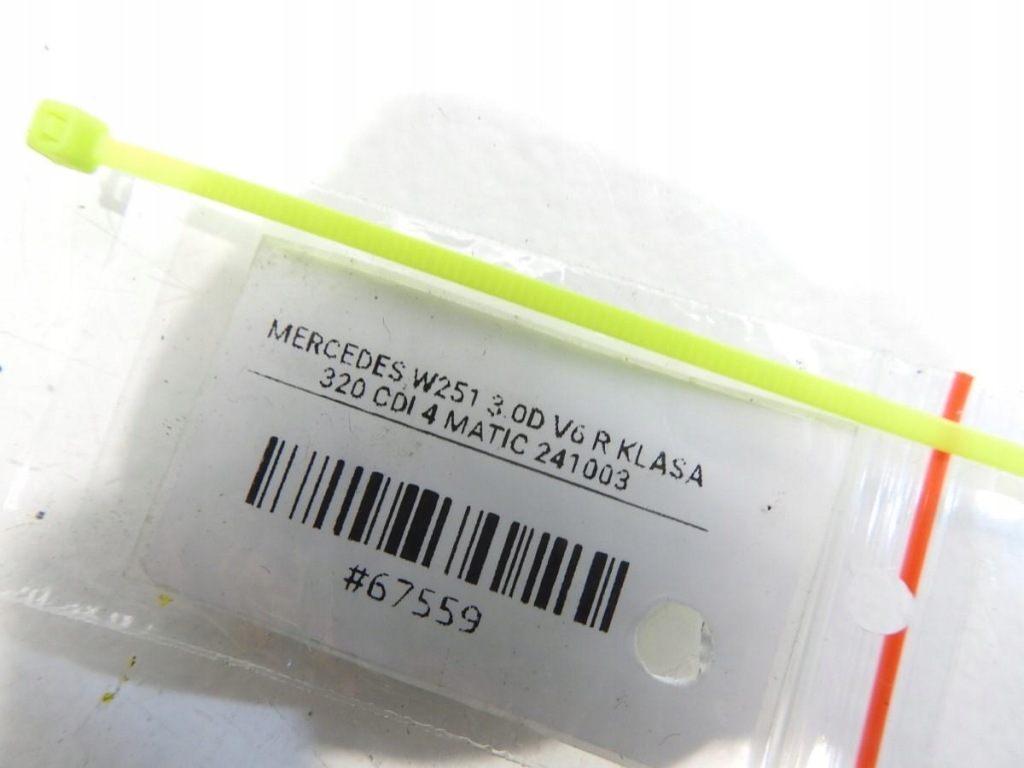 MERCEDES W251 3.0D V6 R KLASA
320 CDI 4 MATIC 241003
#67559